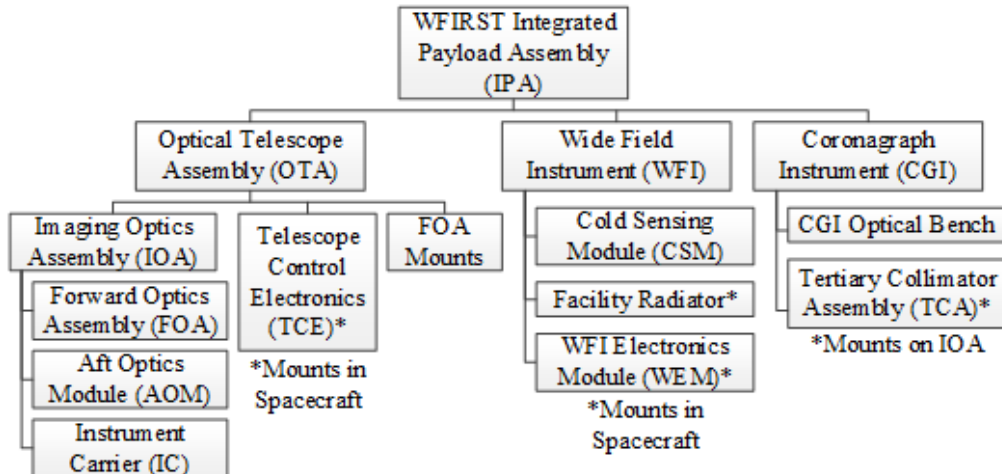 WFIRST Integrated
Payload Assembly
(IPA)
Optical Telescope
Assembly (OTA)
Wide Field
Instrument (WFI)
Coronagraph
Instrument (CGI)
Imaging Optics
Assembly (IOA)
Forward Optics
Assembly (FOA)
Aft Optics
Module (AOM)
Instrument
Carrier (IC)
Telescope
Control
Electronics
(TCE)*
*Mounts in
Spacecraft
FOA
Mounts
Cold Sensing
Module (CSM)
Facility Radiator*
WFI Electronics
Module (WEM)*
*Mounts in
Spacecraft
CGI Optical Bench
Tertiary Collimator
Assembly (TCA)*
*Mounts on IOA